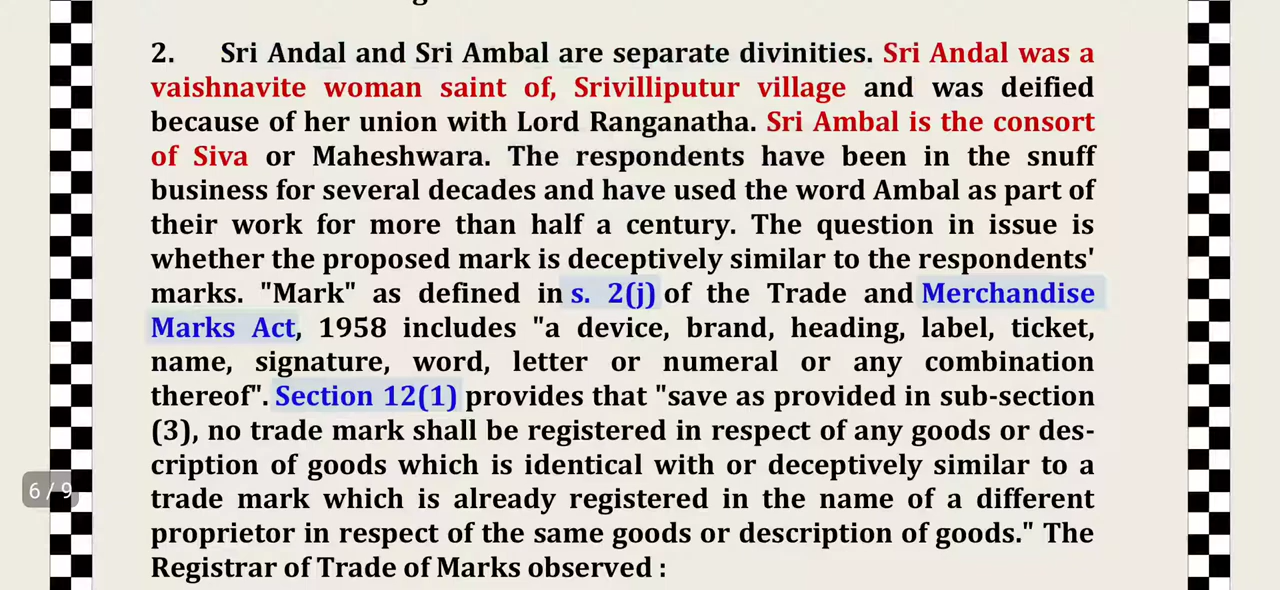 2. Sri Andal and Sri Ambal are separate divinities. Sri Andal was a
vaishnavite woman saint of, Srivilliputur village and was deified
because of her union with Lord Ranganatha. Sri Ambal is the consort
of Siva or Maheshwara. The respondents have been in the snuff
business for several decades and have used the word Ambal as part of
their work for more than half a century. The question in issue is
whether the proposed mark is deceptively similar to the respondents'
marks. "Mark" as defined in s. 2(j) of the Trade and Merchandise
Marks Act, 1958 includes "a device, brand, heading, label, ticket,
name, signature, word, letter or numeral or any combination
thereof". Section 12(1) provides that "save as provided in sub-section
(3), no trade mark shall be registered in respect of any goods or des-
cription of goods which is identical with or deceptively similar to a
trade mark which is already registered in the name of a different
proprietor in respect of the same goods or description of goods." The
Registrar of Trade of Marks observed :
6 / 9